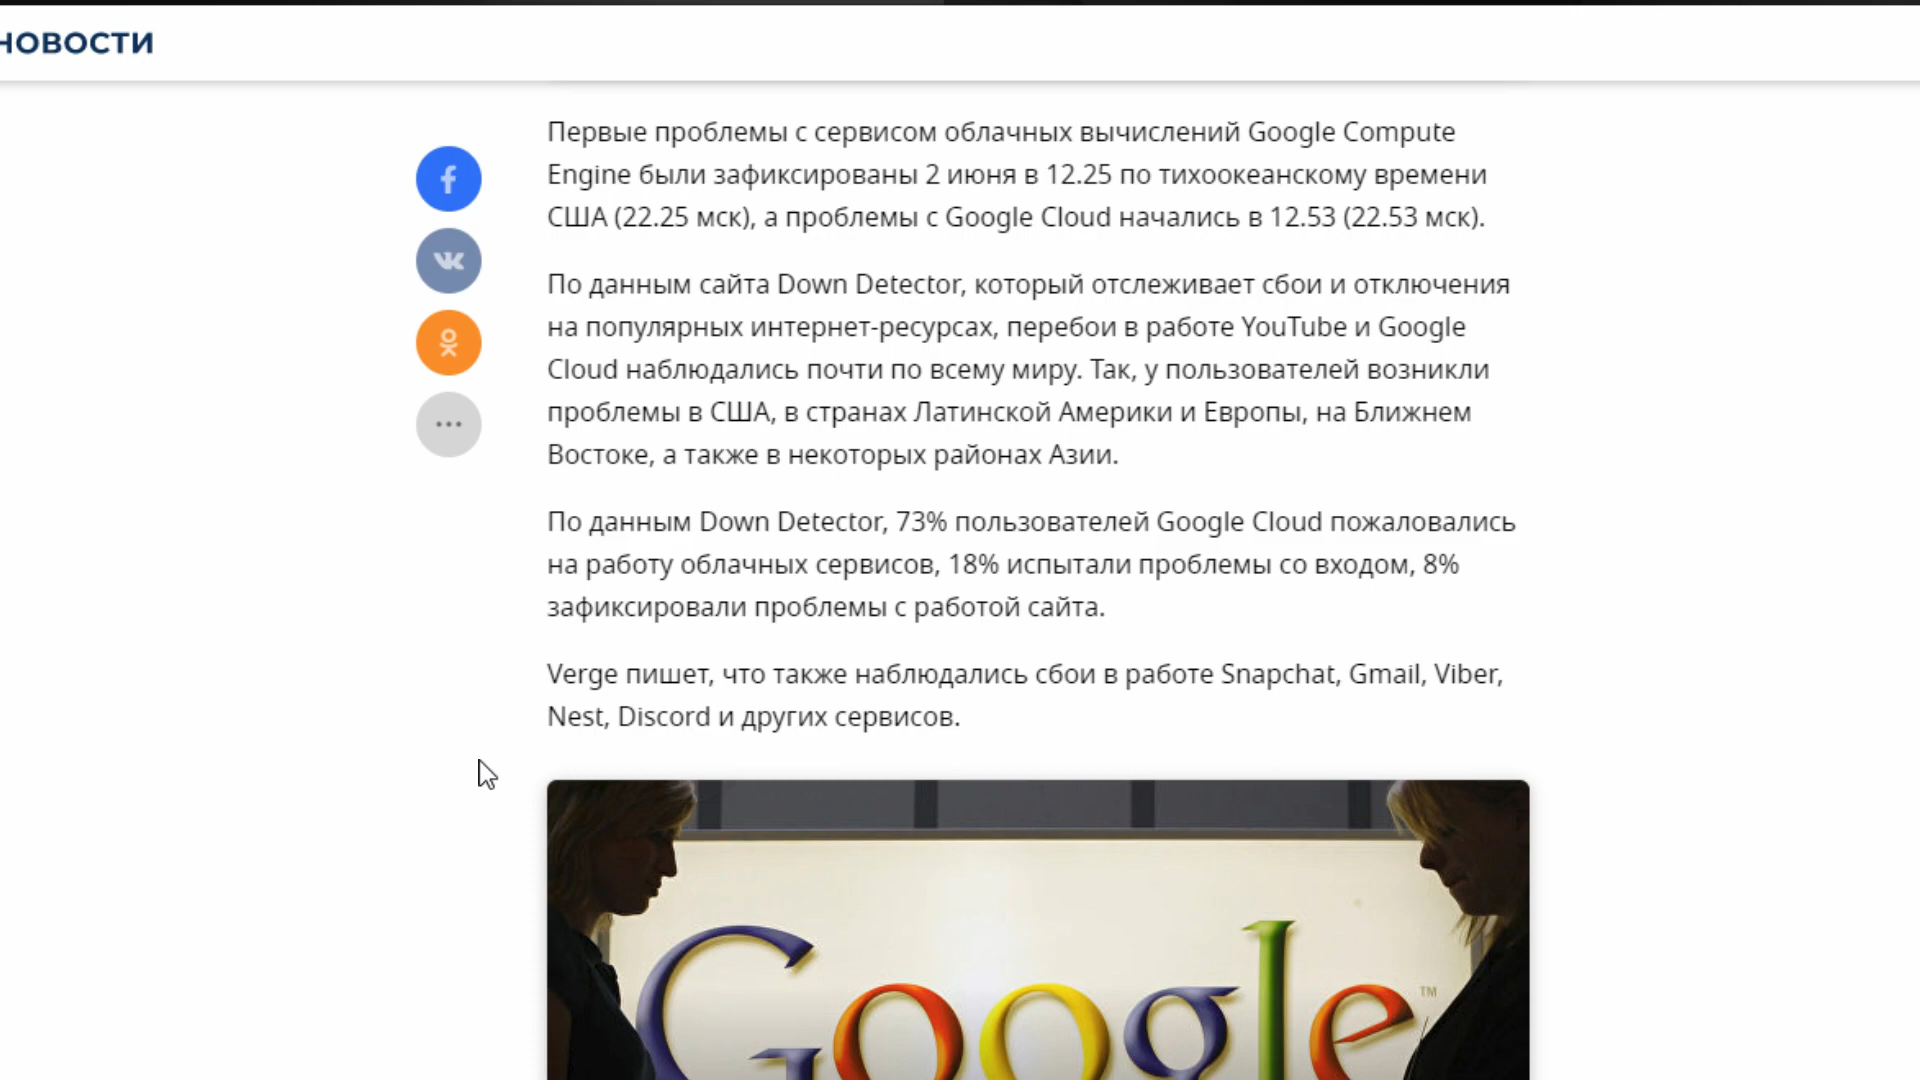 НОВОСТИ
Первые проблемы с сервисом облачных вычислений Google Compute
Engine были зафиксированы 2 июня в 12.25 по тихоокеанскому времени
США (22.25 мск), а проблемы с Google Cloud начались в 12.53 (22.53 мск).
По данным сайта Down Detector, который отслеживает сбои и отключения
на популярных интернет-ресурсах, перебои в работе YouTube и Google
Cloud наблюдались почти по всему миру. Так, у пользователей возникли
проблемы в США, в странах Латинской Америки и Европы, на Ближнем
Востоке, а также в некоторых районах Азии.
По данным Down Detector, 73% пользователей Google Cloud пожаловались
на работу облачных сервисов, 18% испытали проблемы со входом, 8%
зафиксировали проблемы с работой сайта.
Verge пишет, что также наблюдались сбои в работе Snapchat, Gmail, Viber,
Nest, Discord и других сервисов.
Google™